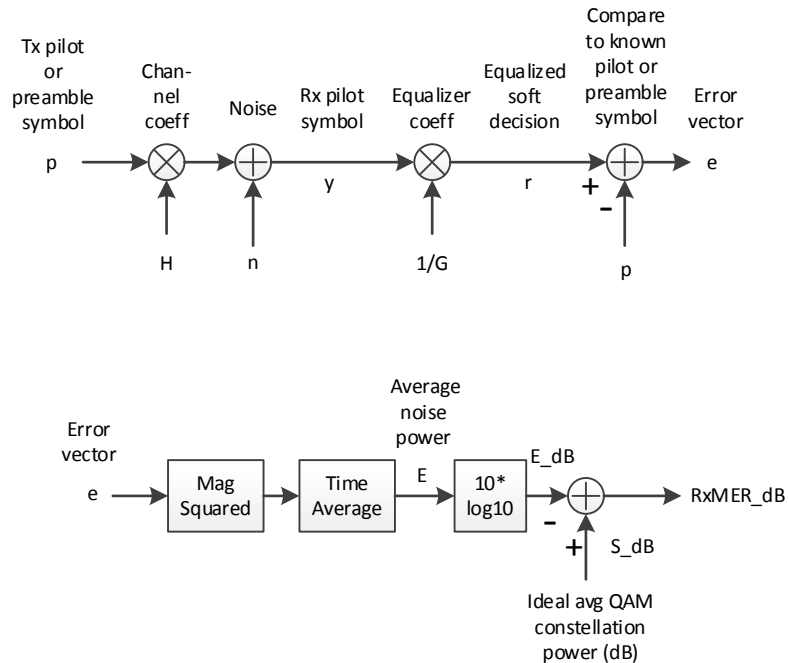 Tx pilot
or
preamble
symbol
Chan-
nel
coeff
Noise
Rx pilot
symbol
Equalizer
coeff
Equalized
soft
decision
Compare
to known
pilot or
preamble
symbol
Error
vector
p
y
r
+
-
e
H
n
1/G
p
Error
vector
e
Mag
Squared
Time
Average
Average
noise
power
E
10*
log10
E_dB
-
+
RxMER_dB
S_dB
Ideal avg QAM
constellation
power (dB)